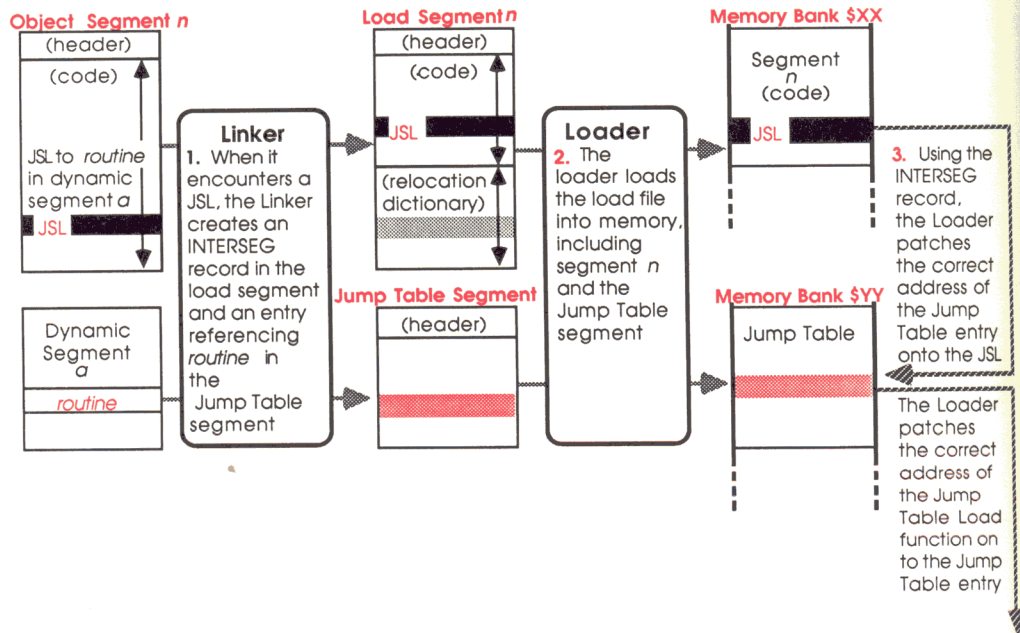 Object Segment n
(header)
(code)
JSL to routine
in dynamic
segment a
JSL
Dynamic
Segment
a
routine
Linker
1. When it
encounters a
JSL, the Linker
creates an
INTERSEG
record in the
load segment
and an entry
referencing
routine in
the
Jump Table
segment
Load Segment n
(header)
(code)
JSL
(relocation
dictionary)
Jump Table Segment
(header)
Loader
2. The
loader loads
the load file
into memory,
including
segment n
and the
Jump Table
segment
Memory Bank $XX
Segment
n
(code)
JSL
Memory Bank $YY
Jump Table
3. Using the
INTERSEG
record,
the Loader
patches
the correct
address of
the Jump
Table entry
onto the JSL
The Loader
patches
the correct
address of
the Jump
Table Load
function on
to the Jump
Table entry